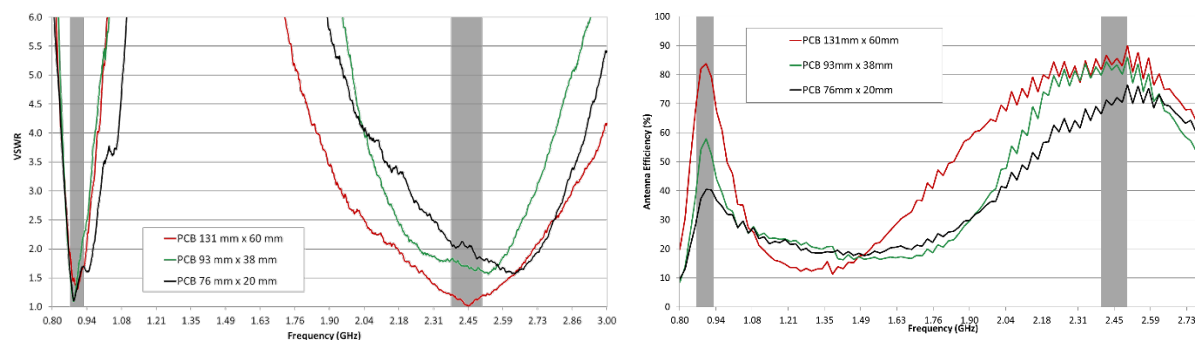 6.0
5.5
5.0
4.5
4.0
3.5
3.0
2.5
2.0
1.5
1.0
VSWR
PCB 131 mm x 60 mm
PCB 93 mm x 38 mm
PCB 76 mm x 20 mm
0.80 0.94 1.08 1.21 1.35 1.49 1.63 1.76 1.90 2.04 2.18 2.31 2.45 2.59 2.73 2.86 3.00
Frequency (GHz)
100
90
80
70
60
50
40
30
20
10
0
Antenna Efficiency (%)
PCB 131mm x 60mm
PCB 93mm x 38mm
PCB 76mm x 20mm
0.80 0.94 1.08 1.21 1.35 1.49 1.63 1.76 1.90 2.04 2.18 2.31 2.45 2.59 2.73
Frequency (GHz)